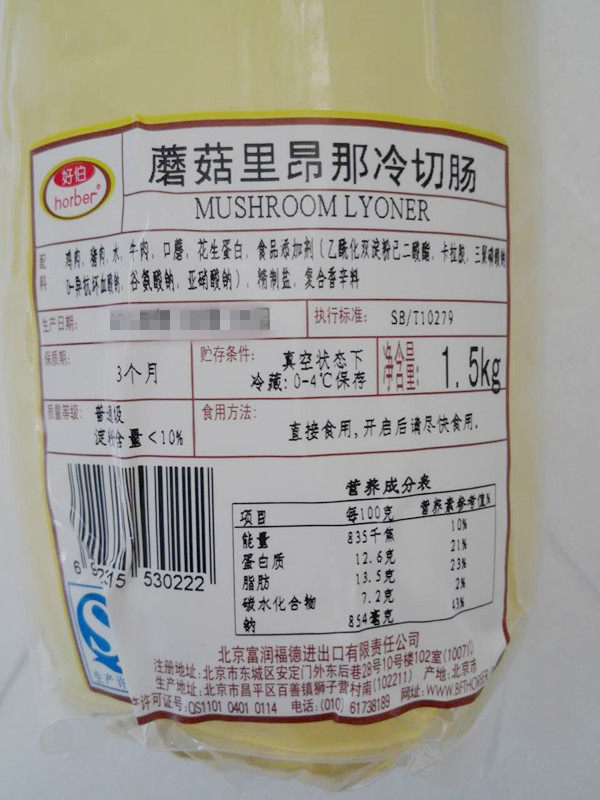 好伯
horber®
蘑菇里昂那冷切肠
MUSHROOM LYONER
配料 鸡肉、猪肉、水、牛肉、口蘑、花生蛋白、食品添加剂(乙酰化双淀粉己二酸酯、卡拉胶、三聚磷酸钠
D-异抗坏血酸钠、谷氨酸钠、亚硝酸钠)、精制盐、复合香辛料
生产日期: 执行标准: SB/T10279
保质期: 3个月 贮存条件: 真空状态下 冷藏:0-4℃保存 净含量: 1.5kg
质量等级: 普通级 淀粉含量<10% 食用方法: 直接食用,开启后请尽快食用.
营养成分表
项目 每100克 营养素参考值%
能量 835千焦 10%
蛋白质 12.6克 21%
脂肪 13.5克 23%
碳水化合物 7.2克 2%
钠 854毫克 43%
530222
生产许
北京富润福德进出口有限责任公司
注册地址:北京市东城区安定门外东后巷28号10号楼102室(10071
生产地址:北京市昌平区百善镇狮子营村南(102211) 产地:北京市
产许可证号:QS1101 0401 0114 电话:(010) 61738189 网址:WWW.BFTHORBER